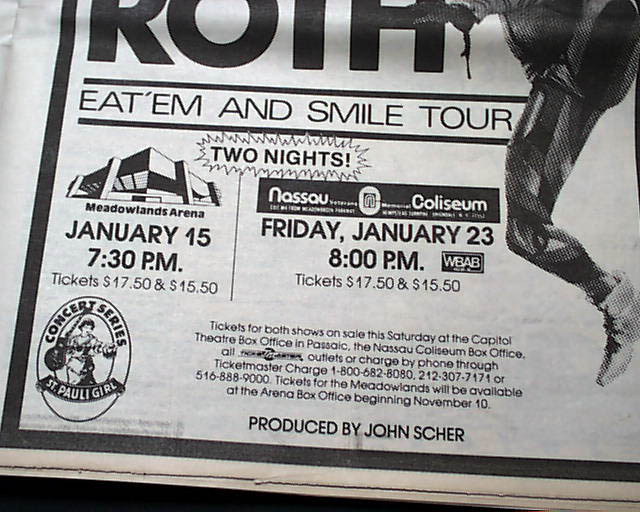 ROTH
EAT'EM AND SMILE TOUR
TWO NIGHTS!
Meadowlands Arena
JANUARY 15
7:30 P.M.
Tickets $17.50 & $15.50
Nassau Veterans Memorial Coliseum
FRIDAY, JANUARY 23
8:00 P.M. WBAB
Tickets $17.50 & $15.50
CONCERT SERIES
ST. PAULI GIRL
Tickets for both shows on sale this Saturday at the Capitol
Theatre Box Office in Passaic, the Nassau Coliseum Box Office,
all TICKETMASTER outlets or charge by phone through
Ticketmaster Charge 1-800-682-8080, 212-307-7171 or
516-888-9000. Tickets for the Meadowlands will be available
at the Arena Box Office beginning November 10.
PRODUCED BY JOHN SCHER